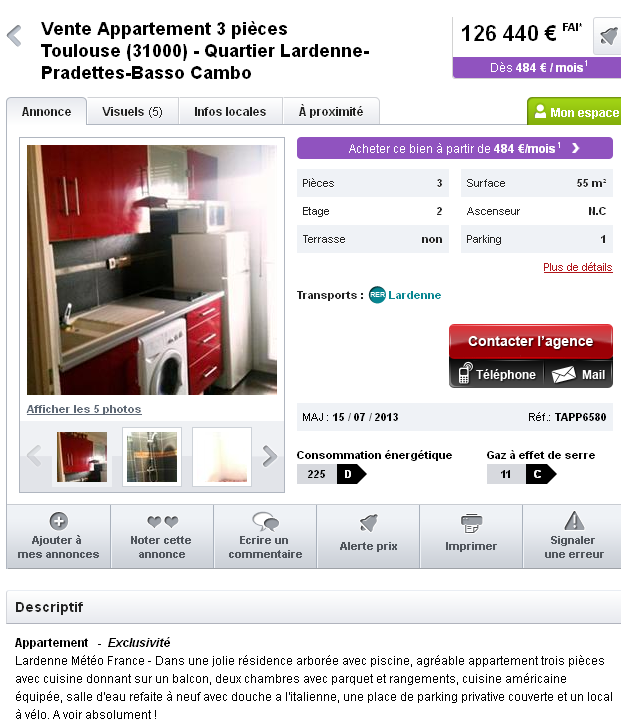 Vente Appartement 3 pièces
Toulouse (31000) - Quartier Lardenne-
Pradettes-Basso Cambo
126 440 € FAI*
Dès 484 € / mois 1
Annonce
Visuels (5)
Infos locales
À proximité
Mon espace
Acheter ce bien à partir de 484 €/mois 1
Pièces 3
Surface 55 m²
Etage 2
Ascenseur N.C
Terrasse non
Parking 1
Plus de détails
Transports : RER Lardenne
Contacter l'agence
Téléphone
Mail
Afficher les 5 photos
MAJ : 15 / 07 / 2013
Réf.: TAPP6580
Consommation énergétique
225 D
Gaz à effet de serre
11 C
Ajouter à
mes annonces
Noter cette
annonce
Ecrire un
commentaire
Alerte prix
Imprimer
Signaler
une erreur
Descriptif
Appartement - Exclusivité
Lardenne Météo France - Dans une jolie résidence arborée avec piscine, agréable appartement trois pièces
avec cuisine donnant sur un balcon, deux chambres avec parquet et rangements, cuisine américaine
équipée, salle d'eau refaite à neuf avec douche a l'italienne, une place de parking privative couverte et un local
à vélo. A voir absolument !